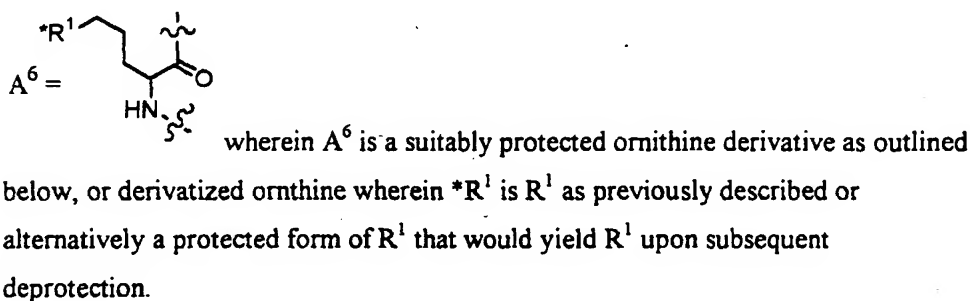 *R¹
A⁶ =
O
HN
wherein A⁶ is a suitably protected ornithine derivative as outlined
below, or derivatized ornthine wherein *R¹ is R¹ as previously described or
alternatively a protected form of R¹ that would yield R¹ upon subsequent
deprotection.